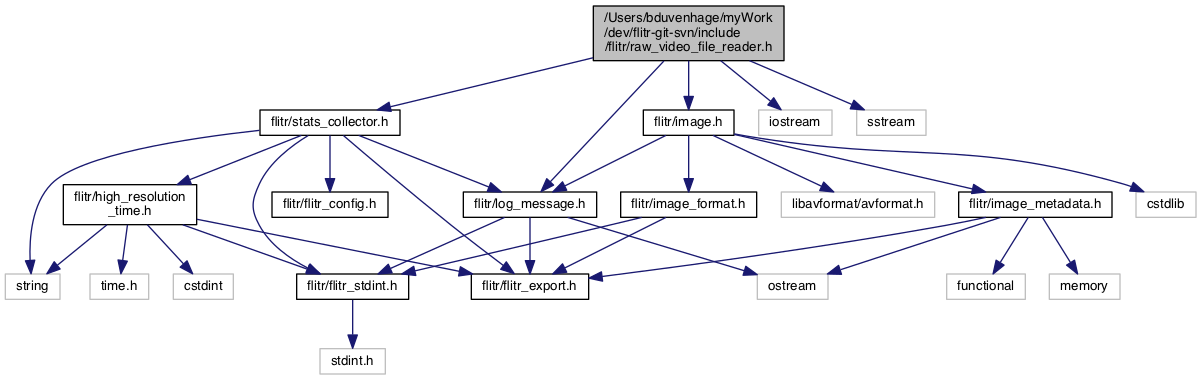 /Users/bduvenhage/myWork
/dev/flitr-git-svn/include
/flitr/raw_video_file_reader.h
flitr/stats_collector.h
flitr/image.h
iostream
sstream
flitr/high_resolution
_time.h
flitr/flitr_config.h
flitr/log_message.h
flitr/image_format.h
libavformat/avformat.h
flitr/image_metadata.h
cstdlib
string
time.h
cstdint
flitr/flitr_stdint.h
flitr/flitr_export.h
ostream
functional
memory
stdint.h